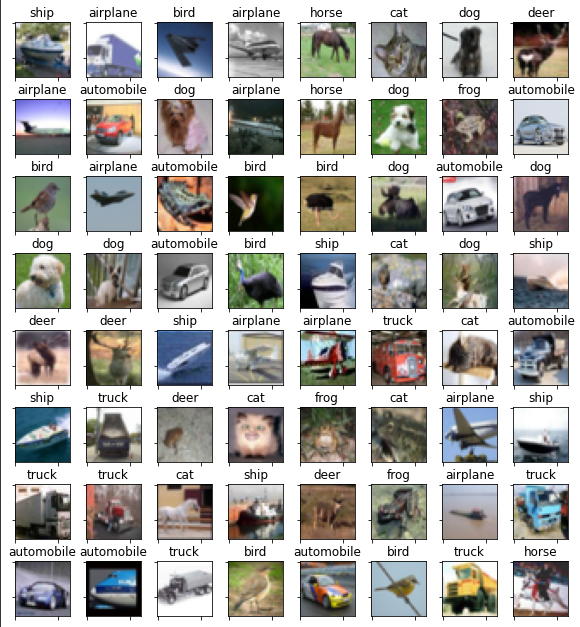 ship airplane bird airplane horse cat dog deer
airplane automobile dog airplane horse dog frog automobile
bird airplane automobile bird bird dog automobile dog
dog dog automobile bird ship cat dog ship
deer deer ship airplane airplane truck cat automobile
ship truck deer cat frog cat airplane ship
truck truck cat ship deer frog airplane truck
automobile automobile truck bird automobile bird truck horse